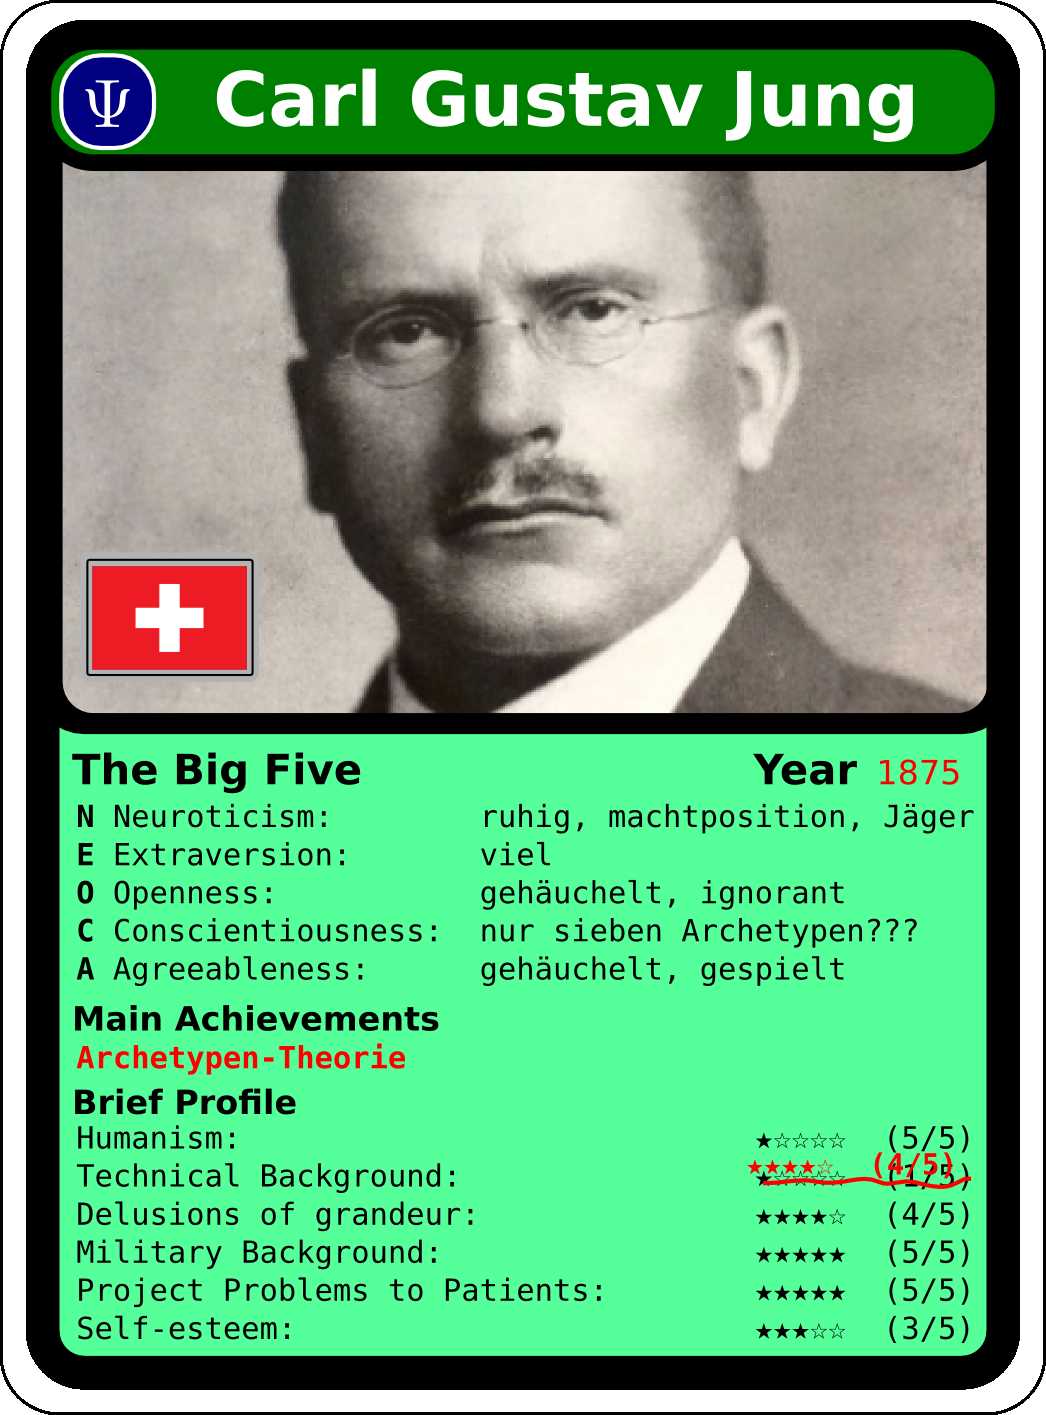 Ψ Carl Gustav Jung
The Big Five Year 1875
N Neuroticism: ruhig, machtposition, Jäger
E Extraversion: viel
O Openness: gehäuchelt, ignorant
C Conscientiousness: nur sieben Archetypen???
A Agreeableness: gehäuchelt, gespielt
Main Achievements
Archetypen-Theorie
Brief Profile
Humanism: ★☆☆☆☆ (5/5)
★★★★☆ (4/5)
Technical Background: ★☆☆☆☆ (1/5)
Delusions of grandeur: ★★★★☆ (4/5)
Military Background: ★★★★★ (5/5)
Project Problems to Patients: ★★★★★ (5/5)
Self-esteem: ★★★☆☆ (3/5)